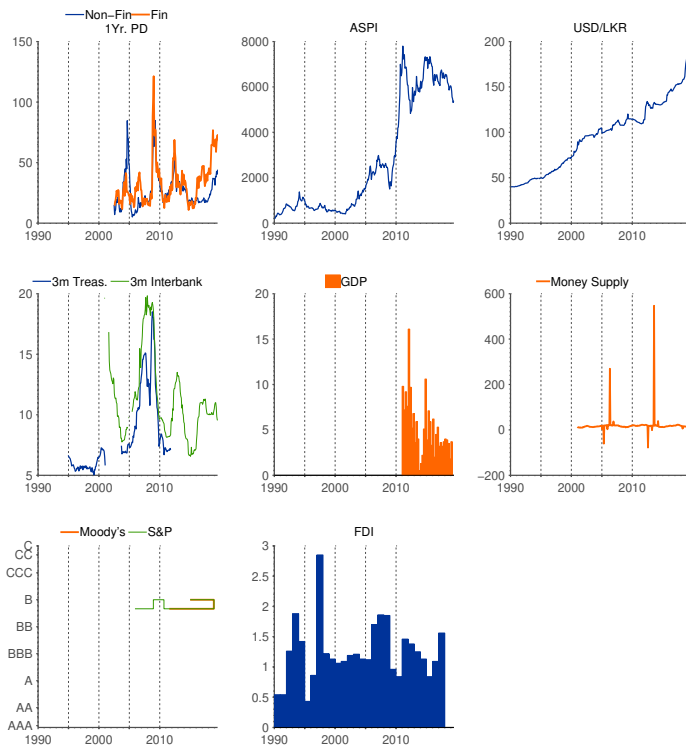 Non−Fin Fin
1Yr. PD
150
100
50
0
1990 2000 2010
ASPI
8000
6000
4000
2000
0
1990 2000 2010
USD/LKR
200
150
100
50
0
1990 2000 2010
3m Treas. 3m Interbank
20
15
10
5
1990 2000 2010
GDP
20
15
10
5
0
1990 2000 2010
Money Supply
600
400
200
0
−200
1990 2000 2010
Moody's S&P
C
CC
CCC
B
BB
BBB
A
AA
AAA
1990 2000 2010
FDI
3
2.5
2
1.5
1
0.5
0
1990 2000 2010